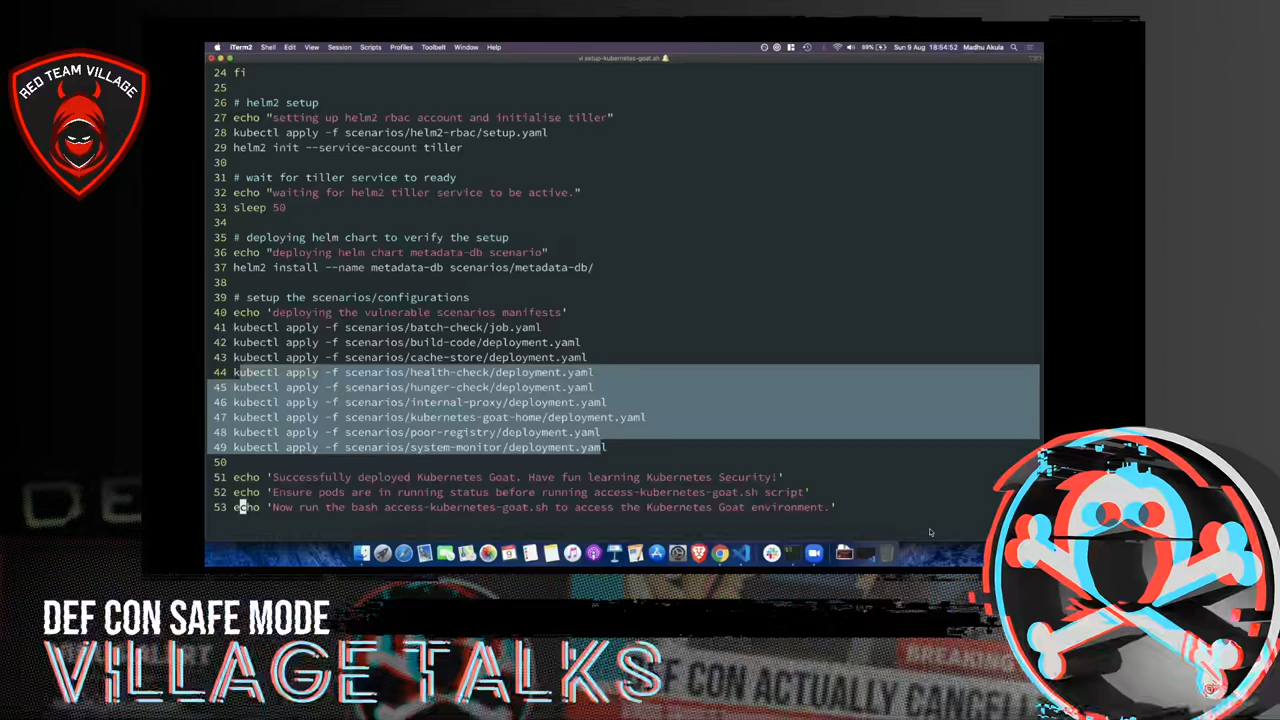 RED TEAM VILLAGE
iTerm2 Shell Edit View Session Scripts Profiles Toolbelt Window Help
89% Sun 9 Aug 18:54:52 Madhu Akula
vi setup-kubernetes-goat.sh
24 fi
25
26 # helm2 setup
27 echo "setting up helm2 rbac account and initialise tiller"
28 kubectl apply -f scenarios/helm2-rbac/setup.yaml
29 helm2 init --service-account tiller
30
31 # wait for tiller service to ready
32 echo "waiting for helm2 tiller service to be active."
33 sleep 50
34
35 # deploying helm chart to verify the setup
36 echo "deploying helm chart metadata-db scenario"
37 helm2 install --name metadata-db scenarios/metadata-db/
38
39 # setup the scenarios/configurations
40 echo 'deploying the vulnerable scenarios manifests'
41 kubectl apply -f scenarios/batch-check/job.yaml
42 kubectl apply -f scenarios/build-code/deployment.yaml
43 kubectl apply -f scenarios/cache-store/deployment.yaml
44 kubectl apply -f scenarios/health-check/deployment.yaml
45 kubectl apply -f scenarios/hunger-check/deployment.yaml
46 kubectl apply -f scenarios/internal-proxy/deployment.yaml
47 kubectl apply -f scenarios/kubernetes-goat-home/deployment.yaml
48 kubectl apply -f scenarios/poor-registry/deployment.yaml
49 kubectl apply -f scenarios/system-monitor/deployment.yaml
50
51 echo 'Successfully deployed Kubernetes Goat. Have fun learning Kubernetes Security!'
52 echo 'Ensure pods are in running status before running access-kubernetes-goat.sh script'
53 echo 'Now run the bash access-kubernetes-goat.sh to access the Kubernetes Goat environment.'
DEF CON SAFE MODE
VILLAGE TALKS
DEF CON ACTUALLY CANCEL